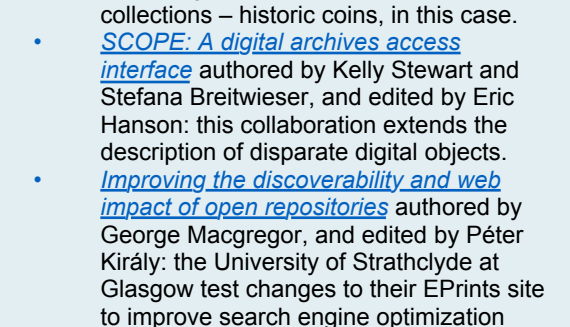 collections – historic coins, in this case.
• SCOPE: A digital archives access
interface authored by Kelly Stewart and
Stefana Breitwieser, and edited by Eric
Hanson: this collaboration extends the
description of disparate digital objects.
• Improving the discoverability and web
impact of open repositories authored by
George Macgregor, and edited by Péter
Király: the University of Strathclyde at
Glasgow test changes to their EPrints site
to improve search engine optimization